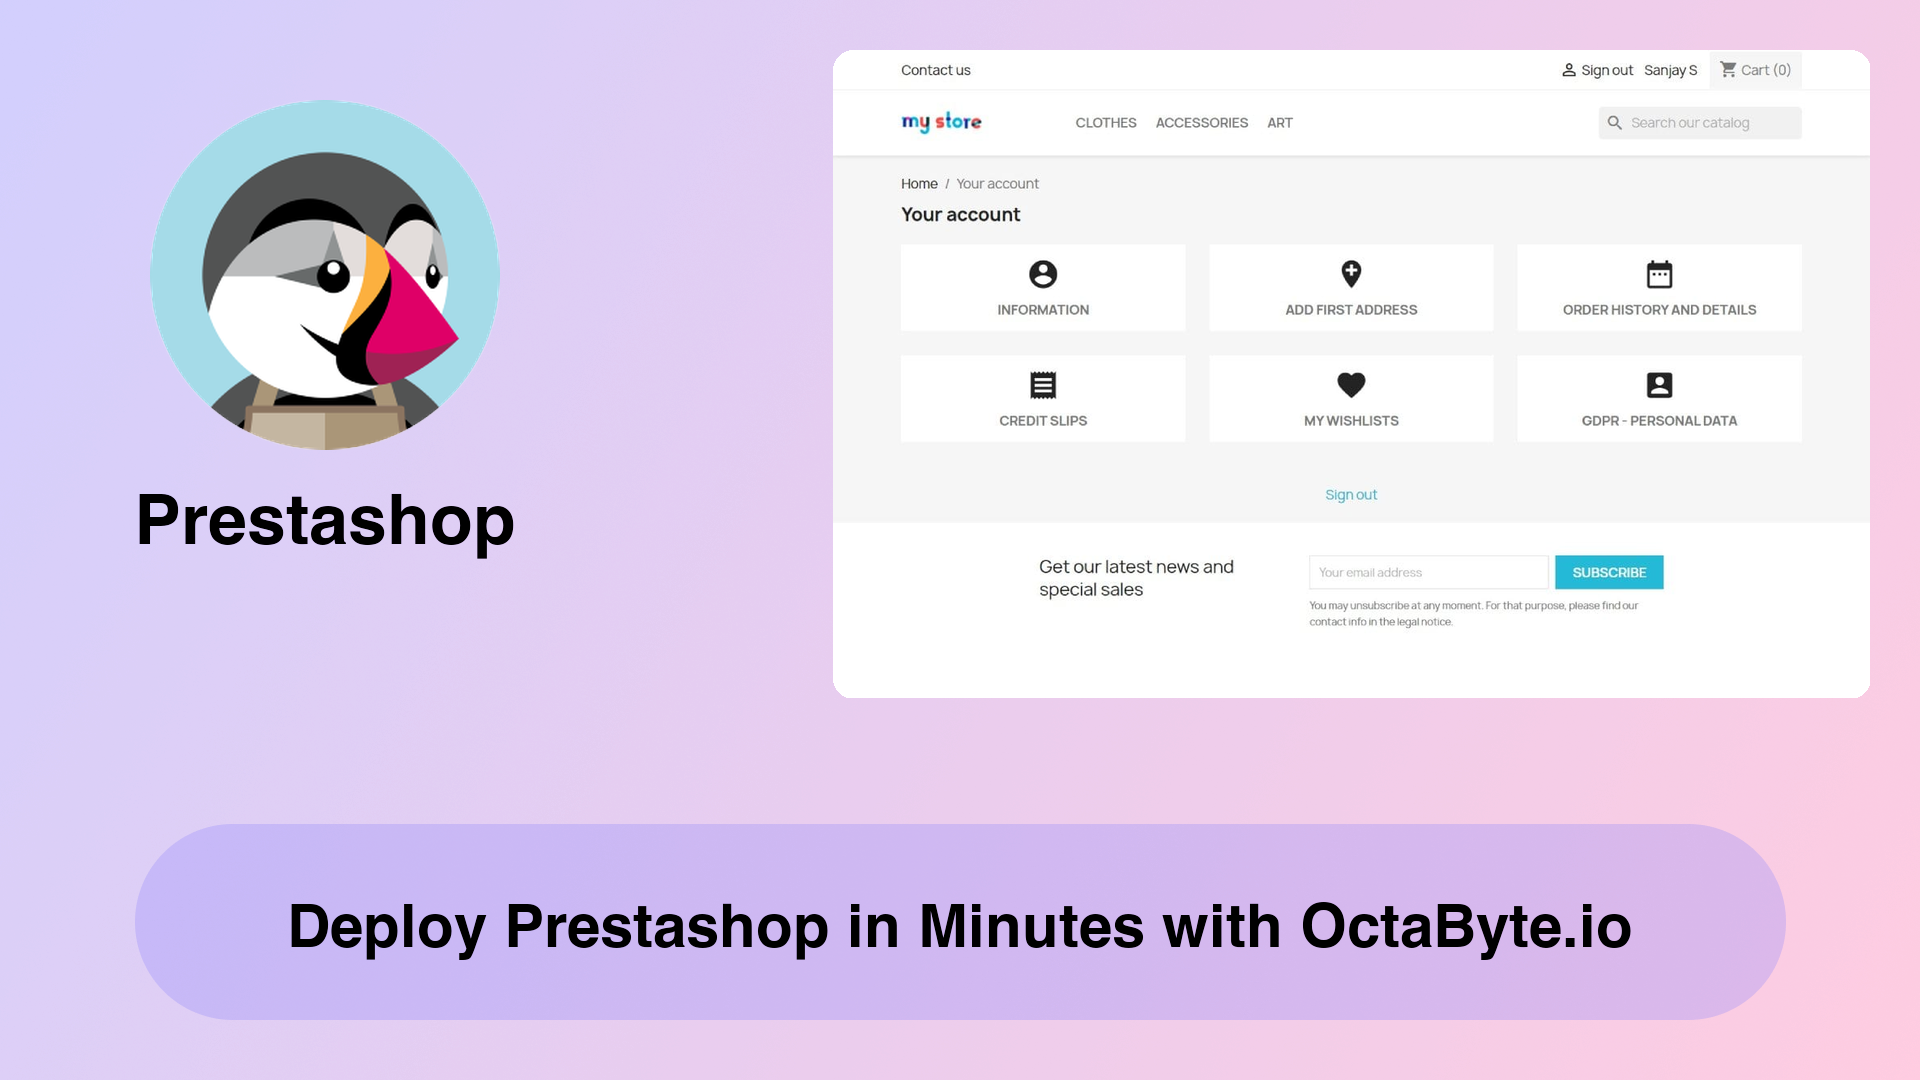 Prestashop
Contact us
Sign out Sanjay S Cart (0)
my store CLOTHES ACCESSORIES ART Search our catalog
Home / Your account
Your account
INFORMATION ADD FIRST ADDRESS ORDER HISTORY AND DETAILS
CREDIT SLIPS MY WISHLISTS GDPR - PERSONAL DATA
Sign out
Get our latest news and
special sales
Your email address SUBSCRIBE
You may unsubscribe at any moment. For that purpose, please find our
contact info in the legal notice.
Deploy Prestashop in Minutes with OctaByte.io